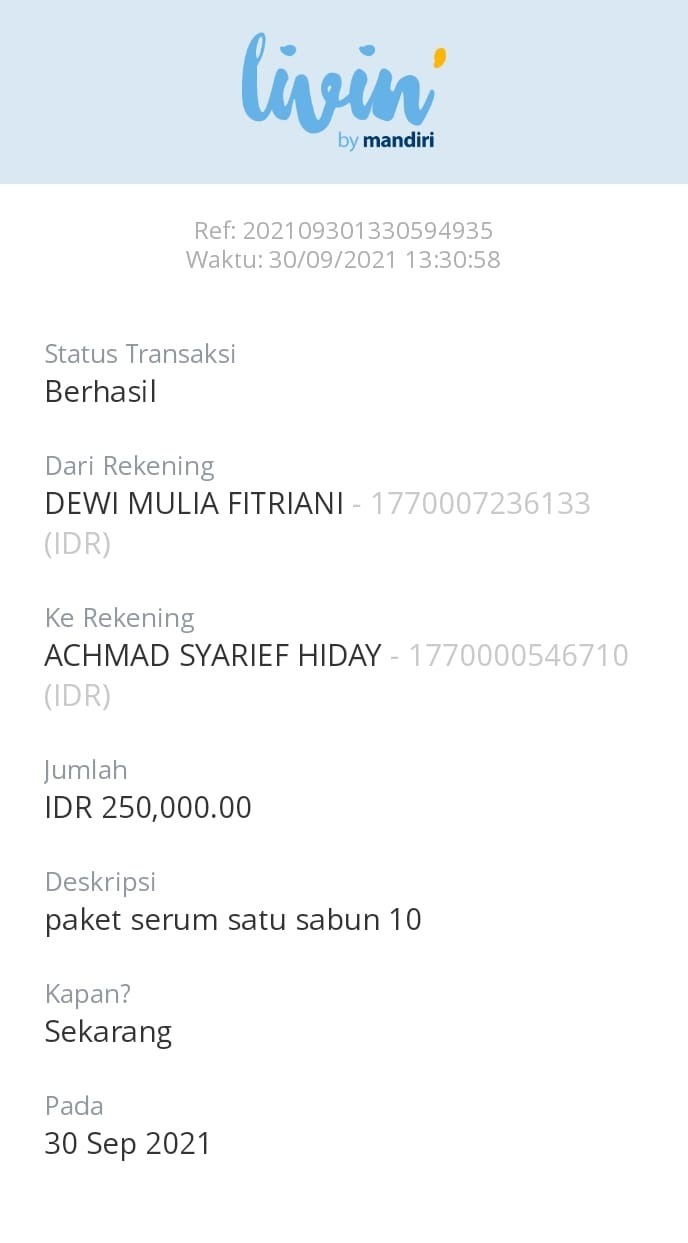 livin'
by mandiri
Ref: 202109301330594935
Waktu: 30/09/2021 13:30:58
Status Transaksi
Berhasil
Dari Rekening
DEWI MULIA FITRIANI - 1770007236133
(IDR)
Ke Rekening
ACHMAD SYARIEF HIDAY - 1770000546710
(IDR)
Jumlah
IDR 250,000.00
Deskripsi
paket serum satu sabun 10
Kapan?
Sekarang
Pada
30 Sep 2021